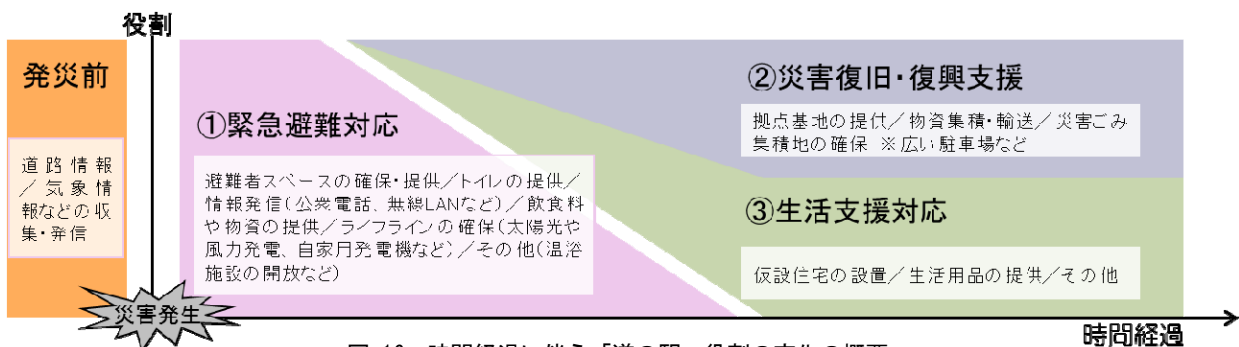 役割
発災前
道路情報
/気象情
報などの収
集・発信
災害発生
①緊急避難対応
避難者スペースの確保・提供/トイレの提供/
情報発信(公衆電話、無線LANなど)/飲食料
や物資の提供/ライフラインの確保(太陽光や
風力発電、自家用発電機など)/その他(温浴
施設の開放など)
②災害復旧・復興支援
拠点基地の提供/物資集積・輸送/災害ごみ
集積地の確保 ※広い駐車場など
③生活支援対応
仮設住宅の設置/生活用品の提供/その他
時間経過